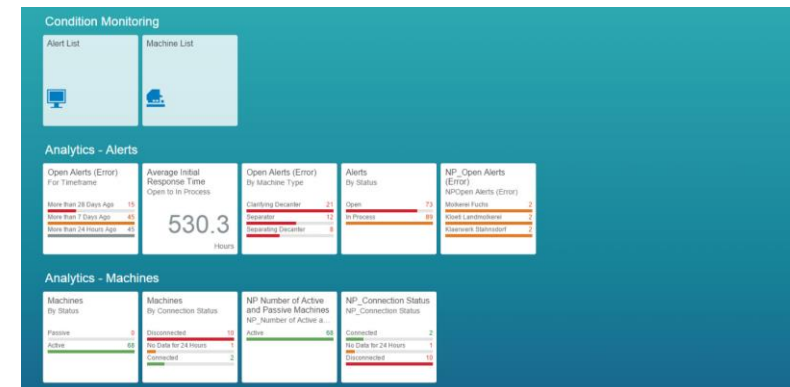 Condition Monitoring
Alert List
Machine List
Analytics - Alerts
Open Alerts (Error)
For Timeframe
More than 28 Days Ago 15
More than 7 Days Ago 45
More than 24 Hours Ago 45
Average Initial
Response Time
Open to In Process
530.3
Hours
Open Alerts (Error)
By Machine Type
Clarifying Decanter 21
Separator 12
Separating Decanter 8
Alerts
By Status
Open 73
In Process 89
NP_Open Alerts
(Error)
NPOpen Alerts (Error)
Molkerei Fuchs 2
Kloeti Landmolkerei 2
Klaerwerk Stahnsdorf 2
Analytics - Machines
Machines
By Status
Passive 8
Active 68
Machines
By Connection Status
Disconnected 10
No Data for 24 Hours 1
Connected 2
NP Number of Active
and Passive Machines
NP_Number of Active a...
Active 68
NP_Connection Status
NP_Connection Status
Connected 2
No Data for 24 Hours 1
Disconnected 10